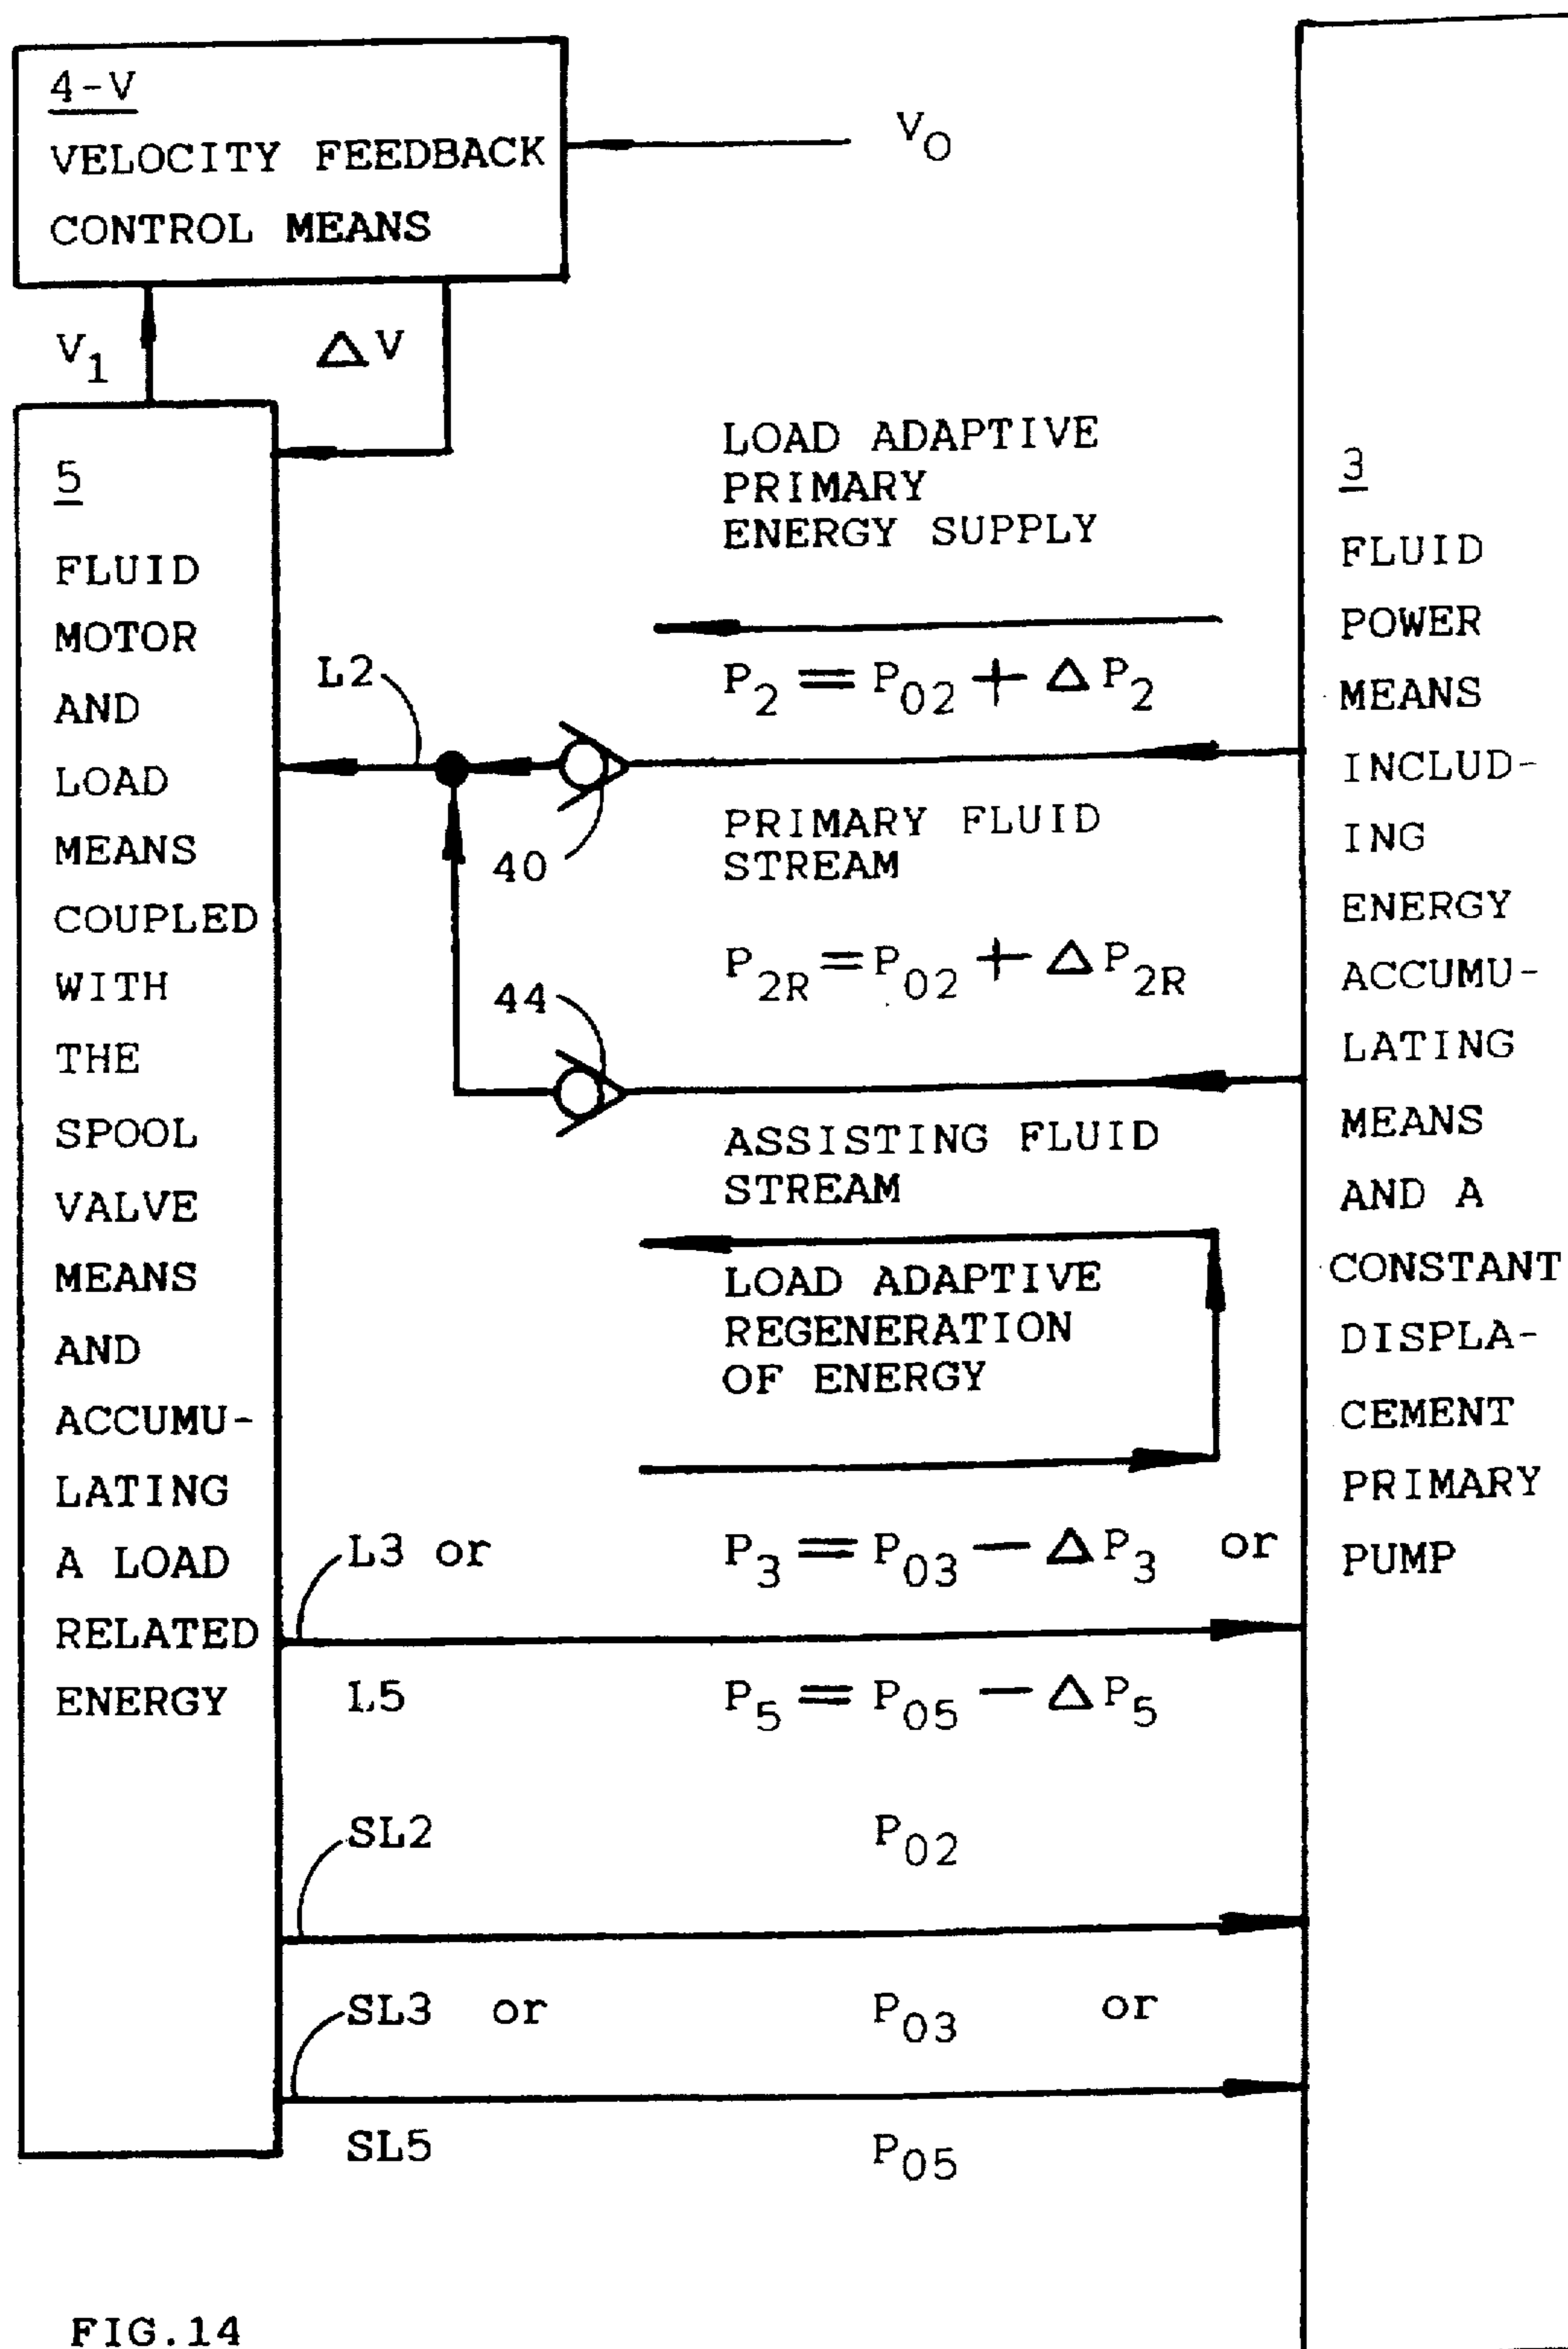 4-V
VELOCITY FEEDBACK
CONTROL MEANS
V₀
V₁
ΔV
5
FLUID
MOTOR
AND
LOAD
MEANS
COUPLED
WITH
THE
SPOOL
VALVE
MEANS
AND
ACCUMU-
LATING
A LOAD
RELATED
ENERGY
LOAD ADAPTIVE
PRIMARY
ENERGY SUPPLY
P₂ = P₀₂ + ΔP₂
L2
40
PRIMARY FLUID
STREAM
P₂R = P₀₂ + ΔP₂R
44
ASSISTING FLUID
STREAM
LOAD ADAPTIVE
REGENERATION
OF ENERGY
L3 or
P₃ = P₀₃ − ΔP₃ or
L5
P₅ = P₀₅ − ΔP₅
SL2
P₀₂
SL3 or
P₀₃ or
SL5
P₀₅
3
FLUID
POWER
MEANS
INCLUD-
ING
ENERGY
ACCUMU-
LATING
MEANS
AND A
CONSTANT
DISPLA-
CEMENT
PRIMARY
PUMP
FIG.14